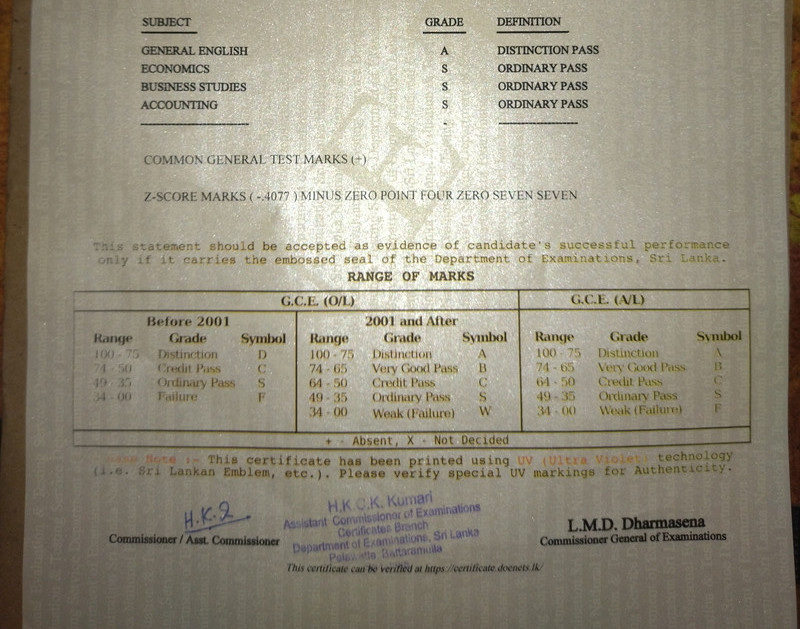 SUBJECT GRADE DEFINITION
GENERAL ENGLISH A DISTINCTION PASS
ECONOMICS S ORDINARY PASS
BUSINESS STUDIES S ORDINARY PASS
ACCOUNTING S ORDINARY PASS
COMMON GENERAL TEST MARKS (+)
Z-SCORE MARKS ( -.4077 ) MINUS ZERO POINT FOUR ZERO SEVEN SEVEN
This statement should be accepted as evidence of candidate's successful performance
only if it carries the embossed seal of the Department of Examinations, Sri Lanka.
RANGE OF MARKS
G.C.E. (O/L) G.C.E. (A/L)
Before 2001 2001 and After
Range Grade Symbol Range Grade Symbol Range Grade Symbol
100 - 75 Distinction D 100 - 75 Distinction A 100 - 75 Distinction A
74 - 50 Credit Pass C 74 - 65 Very Good Pass B 74 - 65 Very Good Pass B
49 - 35 Ordinary Pass S 64 - 50 Credit Pass C 64 - 50 Credit Pass C
34 - 00 Failure F 49 - 35 Ordinary Pass S 49 - 35 Ordinary Pass S
34 - 00 Weak (Failure) W 34 - 00 Weak (Failure) F
+ - Absent, X - Not Decided
Note :- This certificate has been printed using UV (Ultra Violet) technology
(i.e. Sri Lankan Emblem, etc.). Please verify special UV markings for Authenticity.
H.K.C.K. Kumari
Assistant Commissioner of Examinations
Certificates Branch
Department of Examinations, Sri Lanka
Pelawatta Battaramulla
Commissioner / Asst. Commissioner
L.M.D. Dharmasena
Commissioner General of Examinations
This certificate can be verified at https://certificate.doenets.lk/